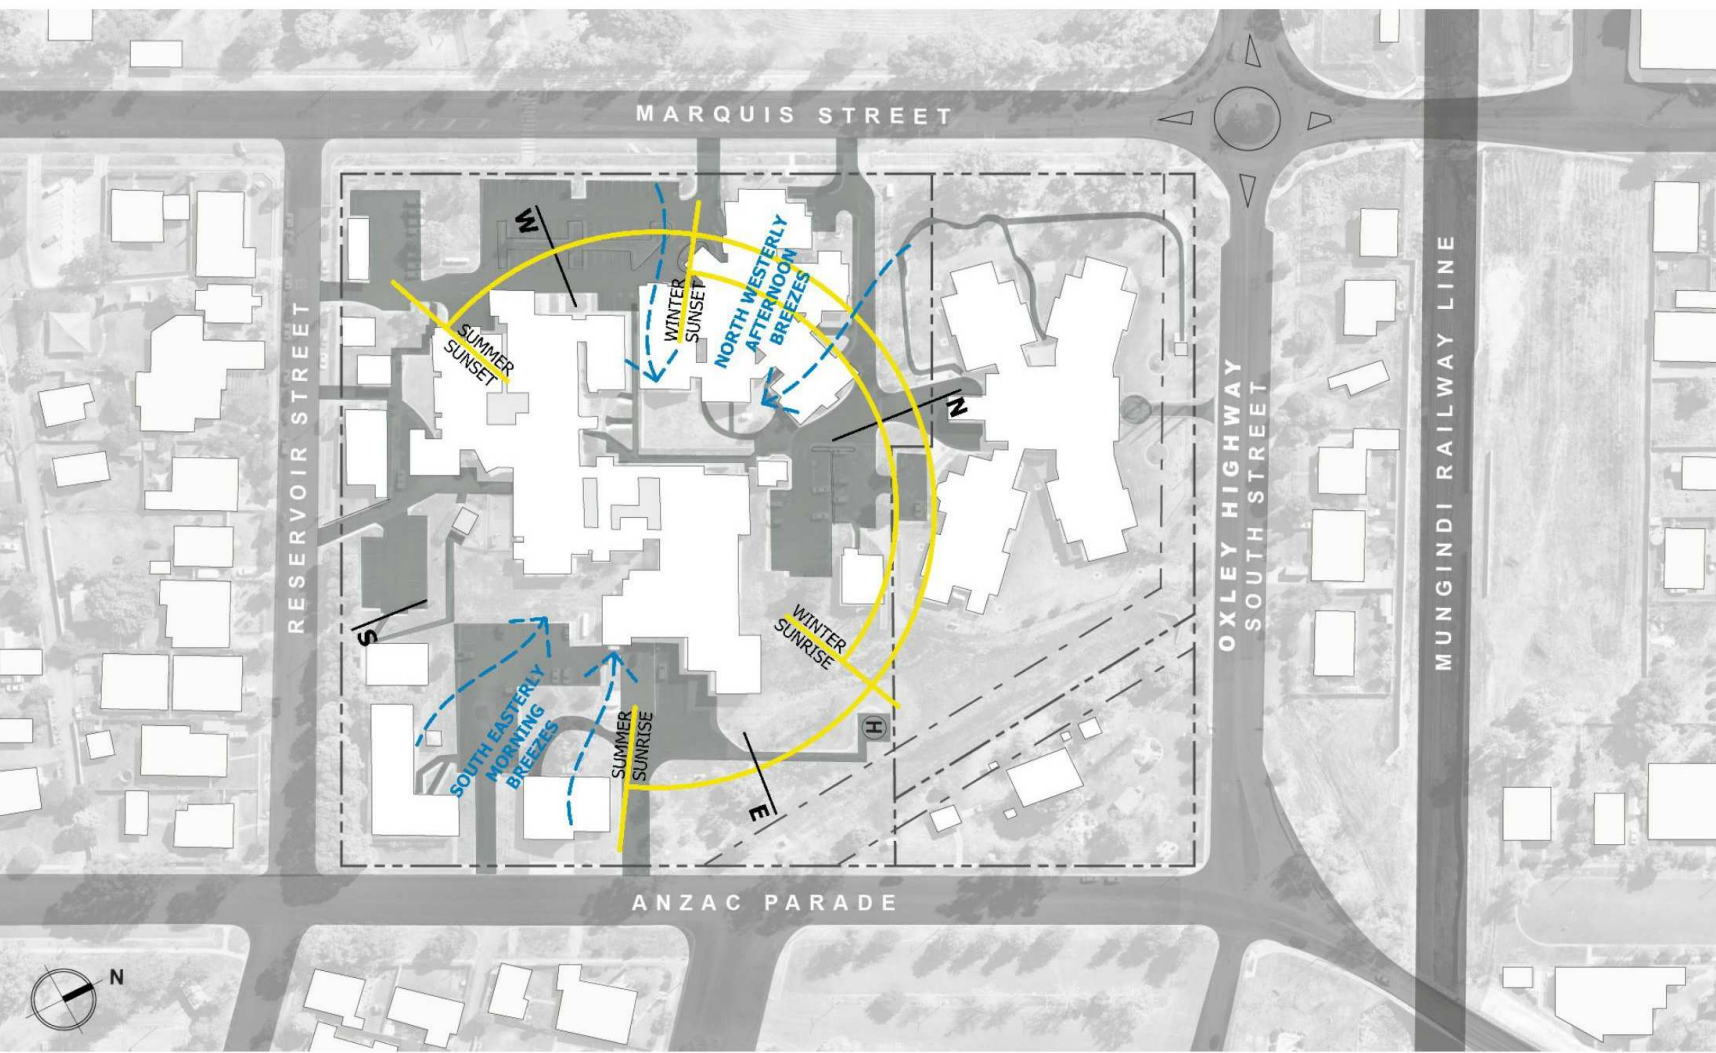 MARQUIS STREET
W
WINTER
SUNSET
NORTH WESTERLY
AFTERNOON
BREEZES
SUMMER
SUNSET
N
RESERVOIR STREET
OXLEY HIGHWAY
SOUTH STREET
MUNGINDI RAILWAY LINE
S
WINTER
SUNRISE
SOUTH EASTERLY
MORNING
BREEZES
SUMMER
SUNRISE
H
E
ANZAC PARADE
N